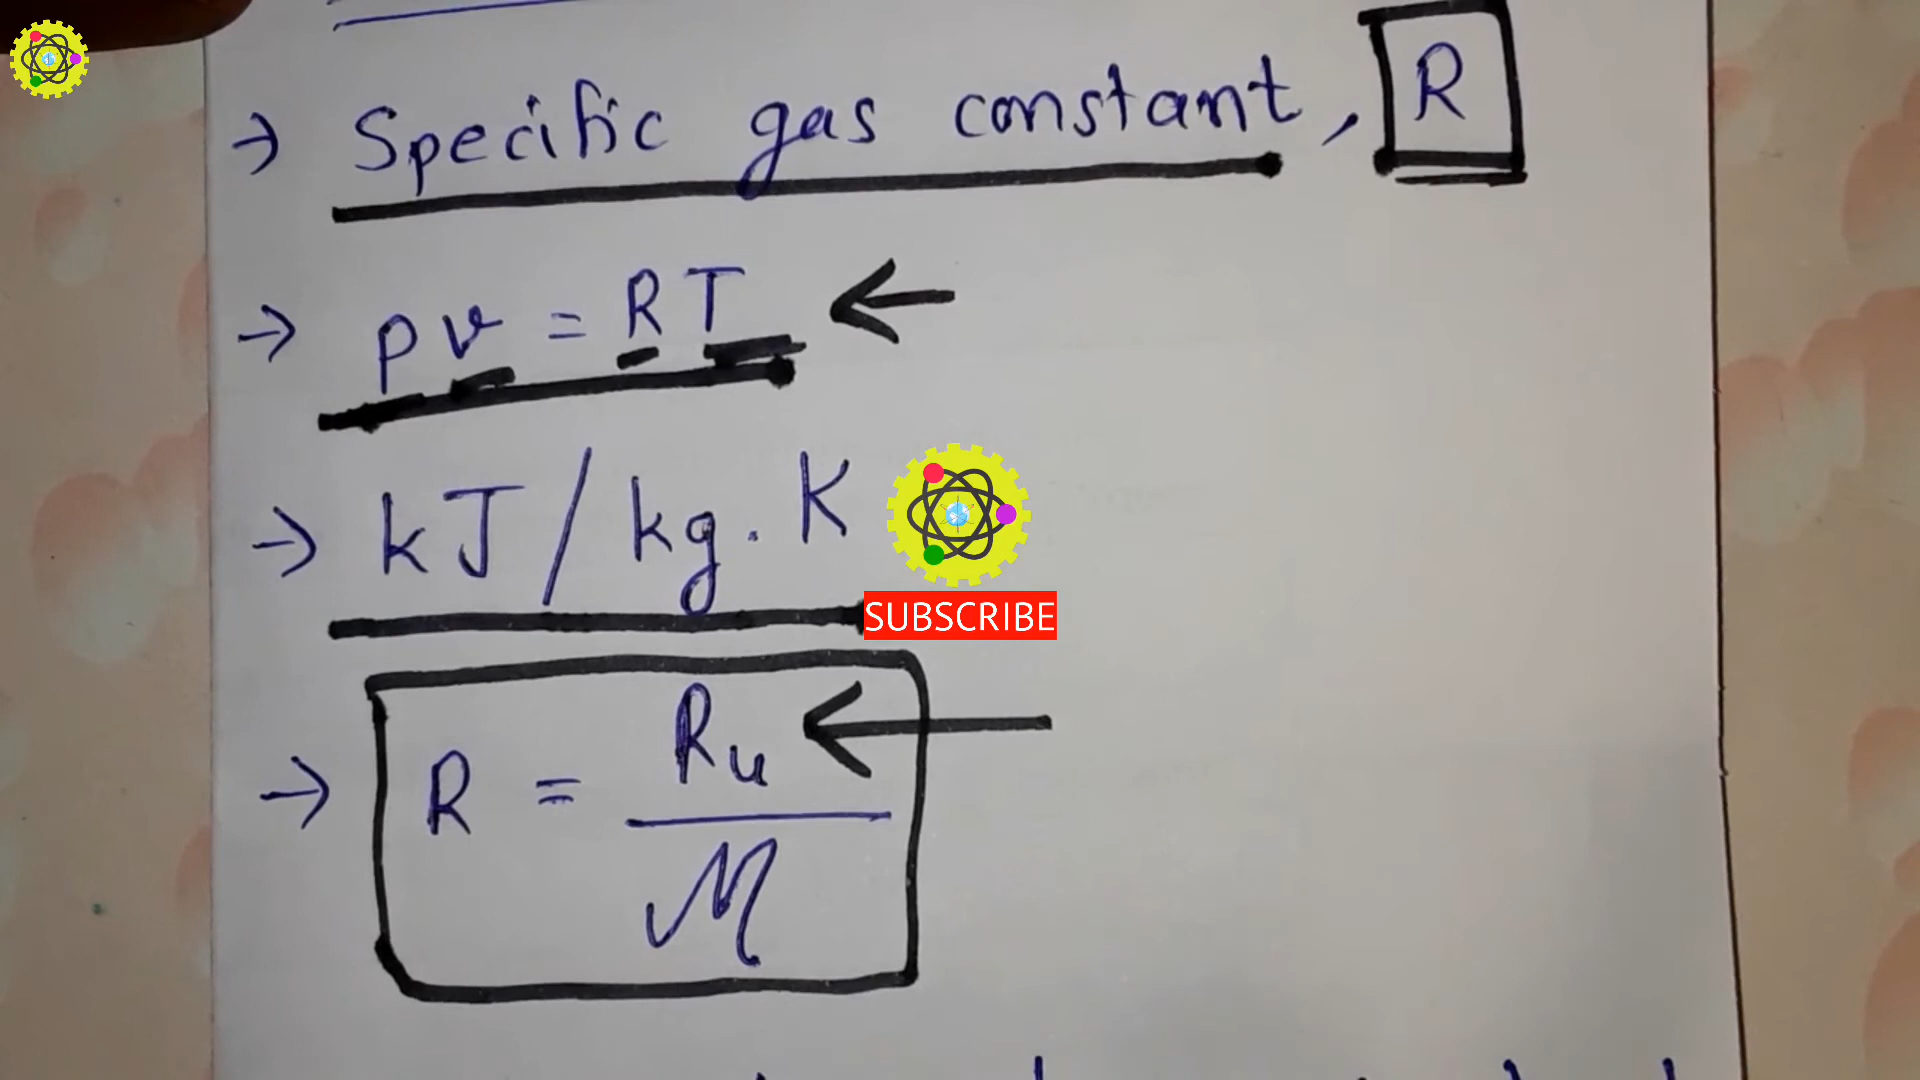 → Specific gas constant, R
→ pv = RT ←
→ kJ/kg.K
SUBSCRIBE
→ R = Ru/M ←